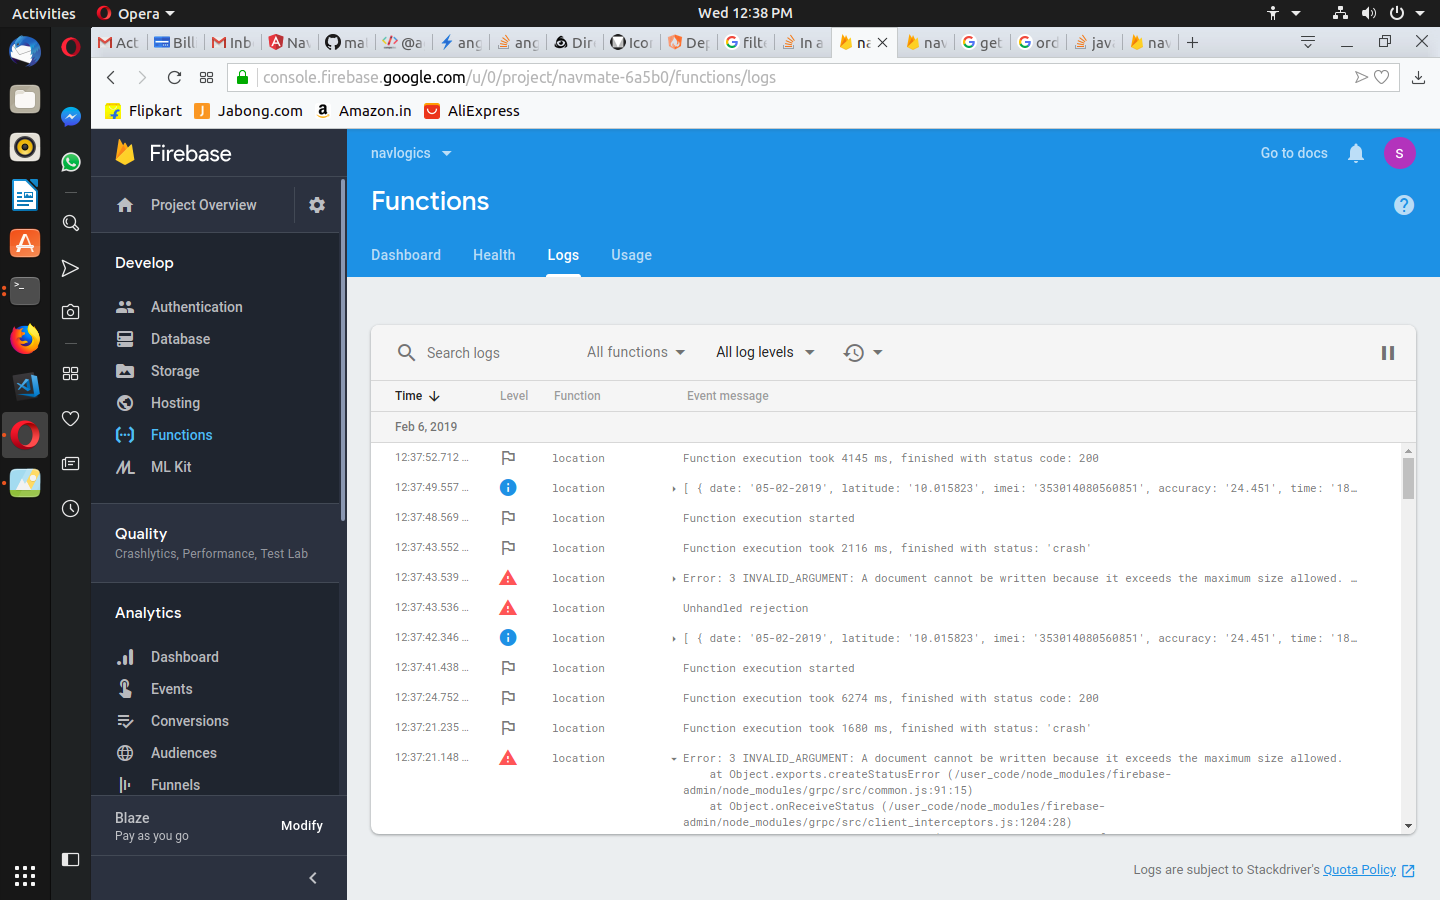 Activities
Opera
Wed 12:38 PM
Act
Bill
Inb
Nav
ma
@a
ang
ang
Dir
Icor
Dep
filt
In a
na
nav
get
ord
java
nav
console.firebase.google.com/u/0/project/navmate-6a5b0/functions/logs
Flipkart
Jabong.com
Amazon.in
AliExpress
Firebase
navlogics
Go to docs
S
Project Overview
Functions
Dashboard
Health
Logs
Usage
Develop
Authentication
Database
Storage
Hosting
Functions
ML Kit
Quality
Crashlytics, Performance, Test Lab
Analytics
Dashboard
Events
Conversions
Audiences
Funnels
Blaze
Pay as you go
Modify
Search logs
All functions
All log levels
Time Level Function Event message
Feb 6, 2019
12:37:52.712 ... location Function execution took 4145 ms, finished with status code: 200
12:37:49.557 ... location [ { date: '05-02-2019', latitude: '10.015823', imei: '353014080560851', accuracy: '24.451', time: '18…
12:37:48.569 ... location Function execution started
12:37:43.552 ... location Function execution took 2116 ms, finished with status: 'crash'
12:37:43.539 ... location Error: 3 INVALID_ARGUMENT: A document cannot be written because it exceeds the maximum size allowed. …
12:37:43.536 ... location Unhandled rejection
12:37:42.346 ... location [ { date: '05-02-2019', latitude: '10.015823', imei: '353014080560851', accuracy: '24.451', time: '18…
12:37:41.438 ... location Function execution started
12:37:24.752 ... location Function execution took 6274 ms, finished with status code: 200
12:37:21.235 ... location Function execution took 1680 ms, finished with status: 'crash'
12:37:21.148 ... location Error: 3 INVALID_ARGUMENT: A document cannot be written because it exceeds the maximum size allowed.
at Object.exports.createStatusError (/user_code/node_modules/firebase-
admin/node_modules/grpc/src/common.js:91:15)
at Object.onReceiveStatus (/user_code/node_modules/firebase-
admin/node_modules/grpc/src/client_interceptors.js:1204:28)
Logs are subject to Stackdriver's Quota Policy